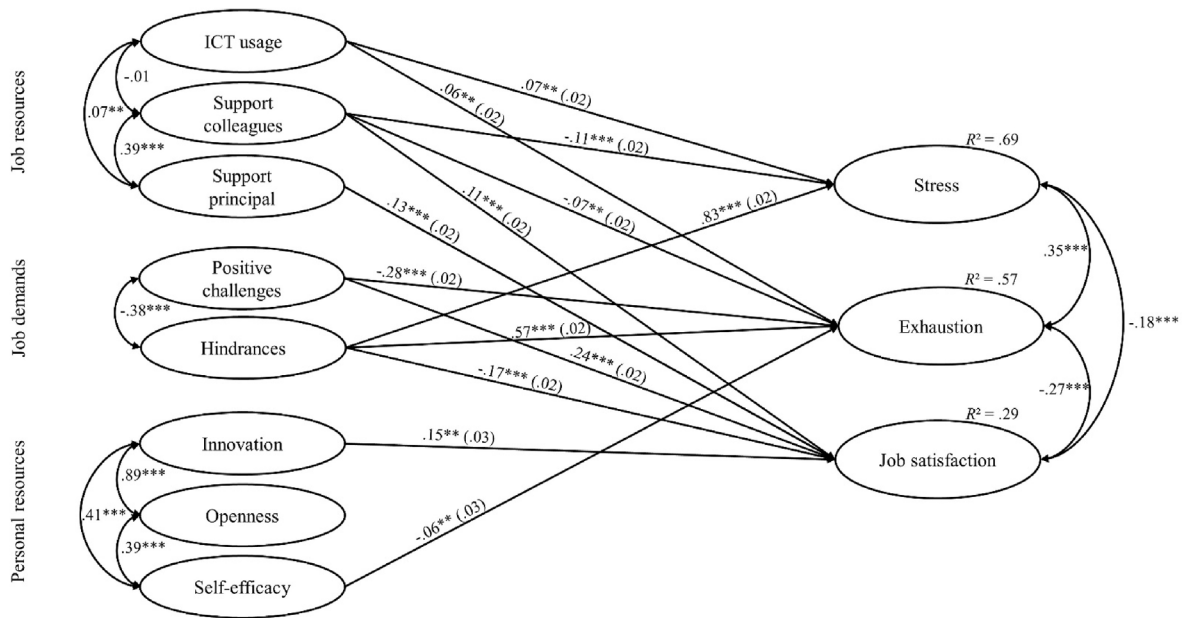 Job resources
ICT usage
-.01
.07**
Support
colleagues
.39***
Support
principal
.07** (.02)
.06** (.02)
-.11*** (.02)
-.07** (.02)
.11*** (.02)
.13*** (.02)
.83*** (.02)
Job demands
Positive
challenges
-.38***
Hindrances
-.28*** (.02)
.57*** (.02)
.24*** (.02)
-.17*** (.02)
Personal resources
Innovation
.89***
.41***
Openness
.39***
Self-efficacy
.15** (.03)
-.06** (.03)
R² = .69
Stress
.35***
R² = .57
Exhaustion
-.18***
-.27***
R² = .29
Job satisfaction